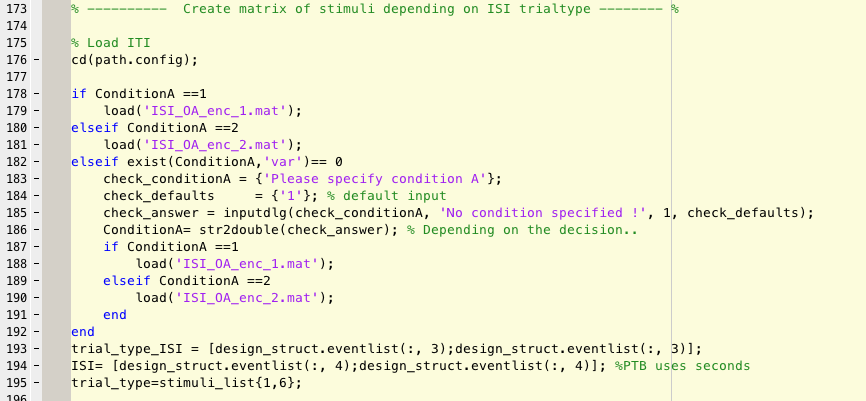 173 % ----------  Create matrix of stimuli depending on ISI trialtype -------- %
174
175 % Load ITI
176 - cd(path.config);
177
178 - if ConditionA ==1
179 -     load('ISI_OA_enc_1.mat');
180 - elseif ConditionA ==2
181 -     load('ISI_OA_enc_2.mat');
182 - elseif exist(ConditionA,'var')== 0
183 -     check_conditionA = {'Please specify condition A'};
184 -     check_defaults     = {'1'}; % default input
185 -     check_answer = inputdlg(check_conditionA, 'No condition specified !', 1, check_defaults);
186 -     ConditionA= str2double(check_answer); % Depending on the decision..
187 -     if ConditionA ==1
188 -         load('ISI_OA_enc_1.mat');
189 -     elseif ConditionA ==2
190 -         load('ISI_OA_enc_2.mat');
191 -     end
192 - end
193 - trial_type_ISI = [design_struct.eventlist(:, 3);design_struct.eventlist(:, 3)];
194 - ISI= [design_struct.eventlist(:, 4);design_struct.eventlist(:, 4)]; %PTB uses seconds
195 - trial_type=stimuli_list{1,6};
196